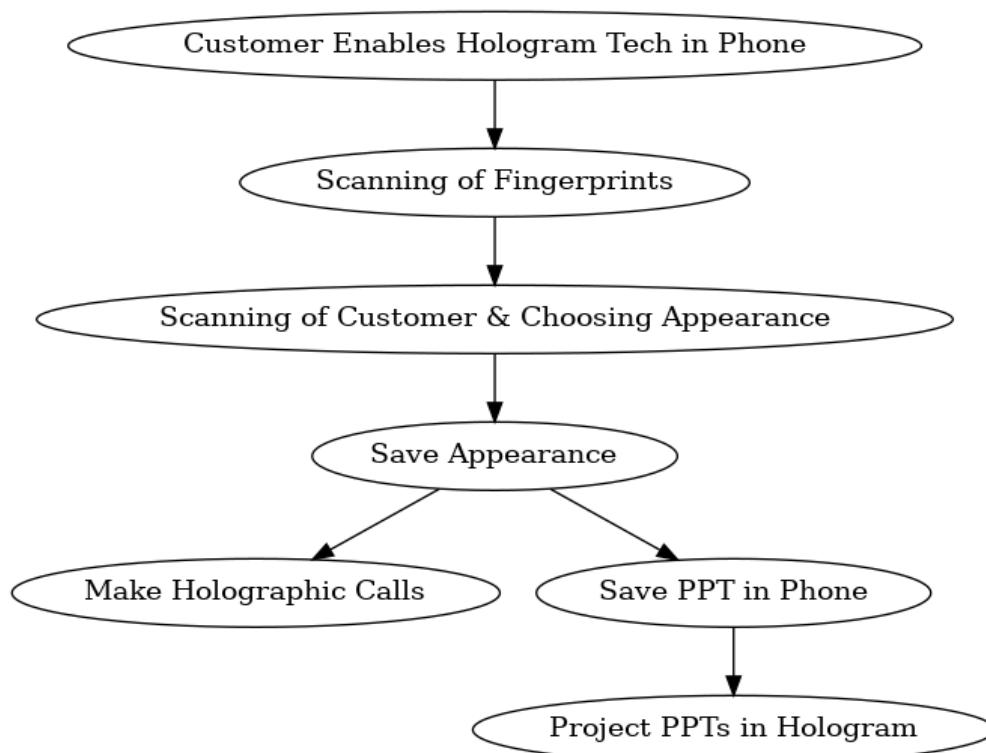 Customer Enables Hologram Tech in Phone
Scanning of Fingerprints
Scanning of Customer & Choosing Appearance
Save Appearance
Make Holographic Calls
Save PPT in Phone
Project PPTs in Hologram